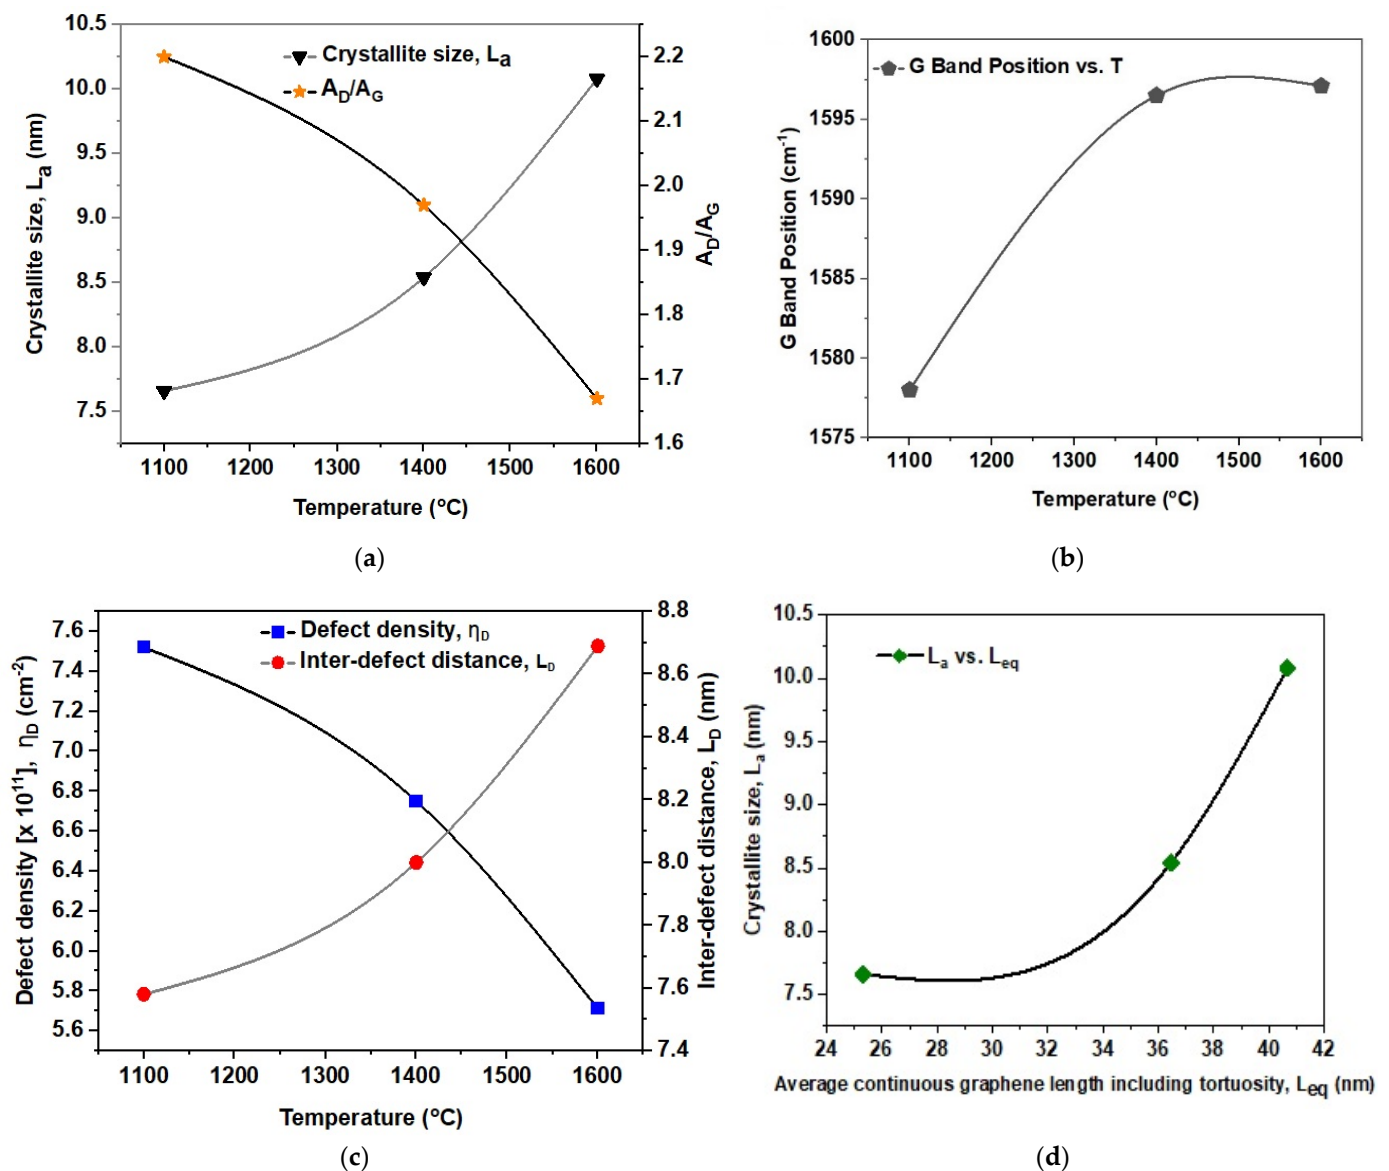 10.5
10.0
9.5
9.0
8.5
8.0
7.5
Crystallite size, La (nm)
Crystallite size, La
AD/AG
2.2
2.1
2.0
1.9
1.8
1.7
1.6
AD/AG
1100 1200 1300 1400 1500 1600
Temperature (°C)
(a)
1600
1595
1590
1585
1580
1575
G Band Position (cm-1)
G Band Position vs. T
1100 1200 1300 1400 1500 1600
Temperature (°C)
(b)
7.6
7.4
7.2
7.0
6.8
6.6
6.4
6.2
6.0
5.8
5.6
Defect density [x 1011], ηD (cm-2)
Defect density, ηD
Inter-defect distance, LD
8.8
8.6
8.4
8.2
8.0
7.8
7.6
7.4
Inter-defect distance, LD (nm)
1100 1200 1300 1400 1500 1600
Temperature (°C)
(c)
10.5
10.0
9.5
9.0
8.5
8.0
7.5
Crystallite size, La (nm)
La vs. Leq
24 26 28 30 32 34 36 38 40 42
Average continuous graphene length including tortuosity, Leq (nm)
(d)